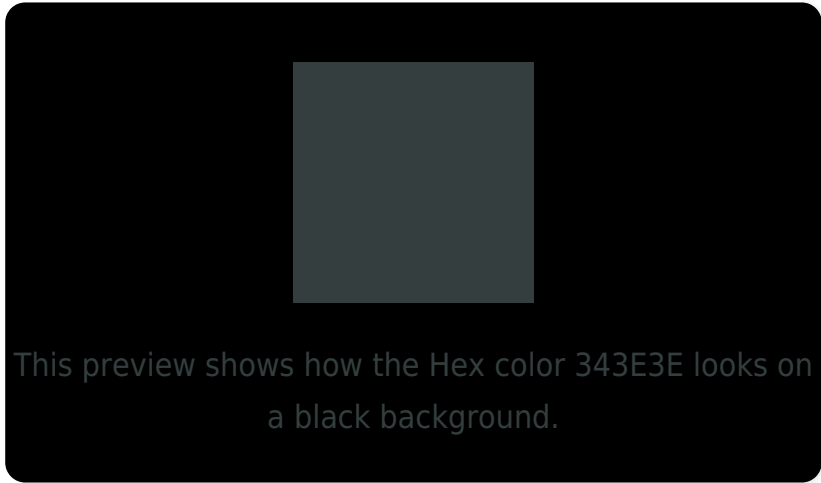 This preview shows how the Hex color 343E3E looks on
a black background.